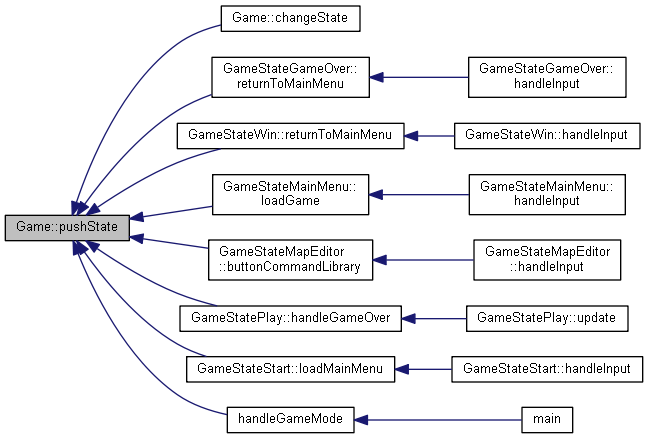 Game::changeState
GameStateGameOver::
returnToMainMenu
GameStateGameOver::
handleInput
GameStateWin::returnToMainMenu
GameStateWin::handleInput
GameStateMainMenu::
loadGame
GameStateMainMenu::
handleInput
Game::pushState
GameStateMapEditor
::buttonCommandLibrary
GameStateMapEditor
::handleInput
GameStatePlay::handleGameOver
GameStatePlay::update
GameStateStart::loadMainMenu
GameStateStart::handleInput
handleGameMode
main